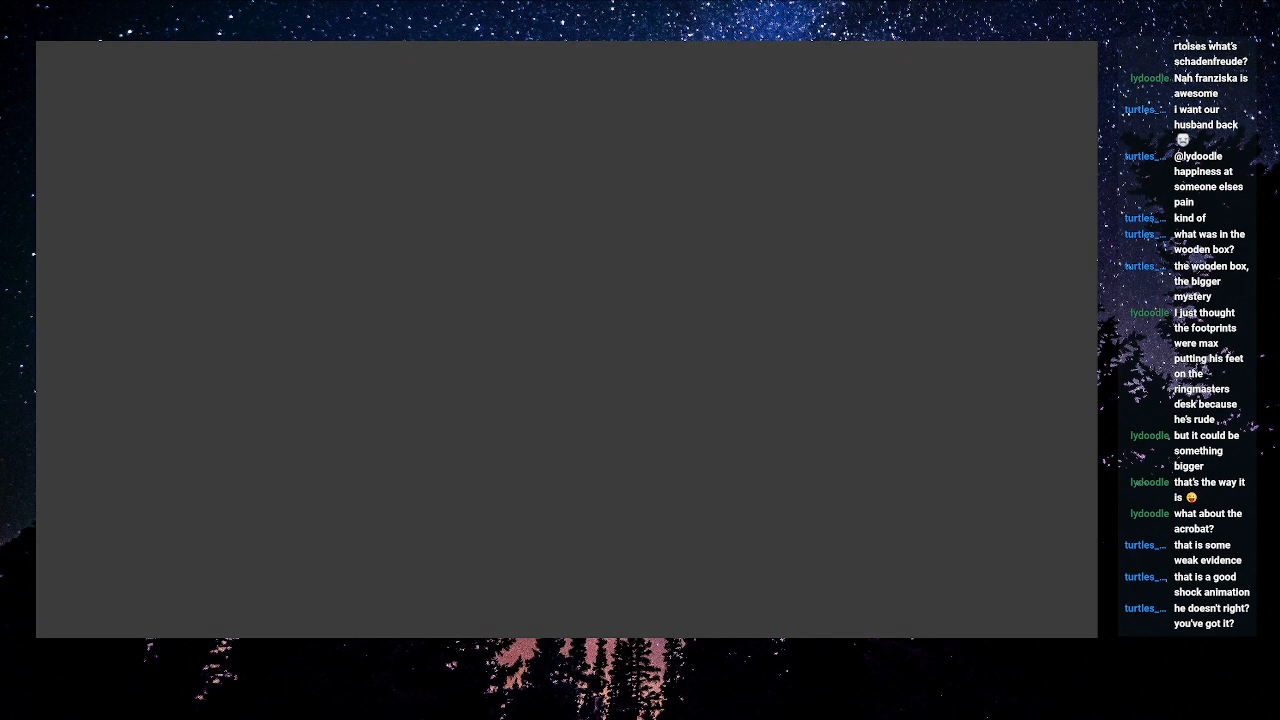 rtoises what's
schadenfreude?
lydoodle Nah franziska is
awesome
turtles_... i want our
husband back
turtles_... @lydoodle
happiness at
someone elses
pain
turtles_... kind of
turtles_... what was in the
wooden box?
turtles_... the wooden box,
the bigger
mystery
lydoodle I just thought
the footprints
were max
putting his feet
on the
ringmasters
desk because
he's rude
lydoodle but it could be
something
bigger
lydoodle that's the way it
is
lydoodle what about the
acrobat?
turtles_... that is some
weak evidence
turtles_... that is a good
shock animation
turtles_... he doesn't right?
you've got it?